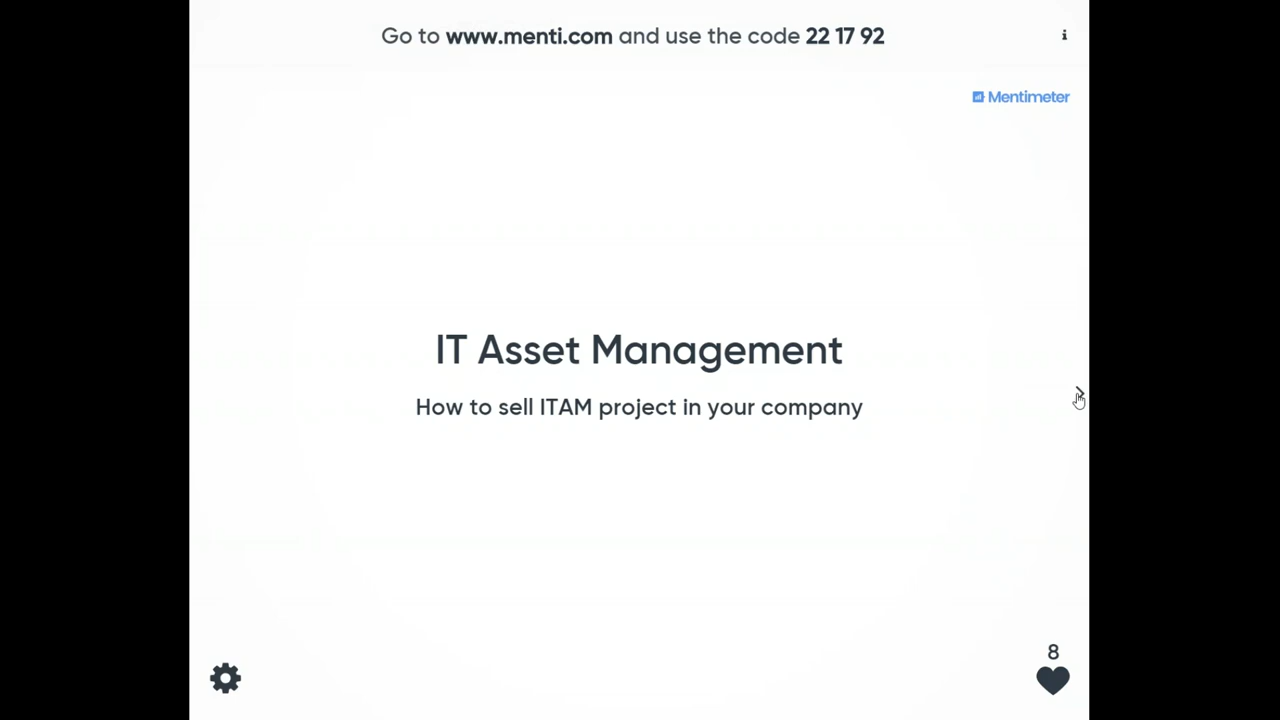 Go to www.menti.com and use the code 22 17 92
i
Mentimeter
IT Asset Management
How to sell ITAM project in your company
8